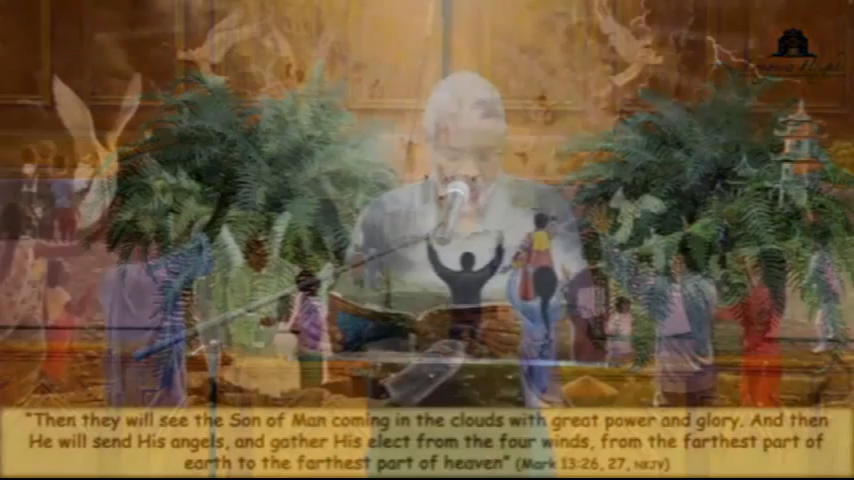 "Then they will see the Son of Man coming in the clouds with great power and glory. And then
He will send His angels, and gather His elect from the four winds, from the farthest part of
earth to the farthest part of heaven" (Mark 13:26, 27, NKJV)